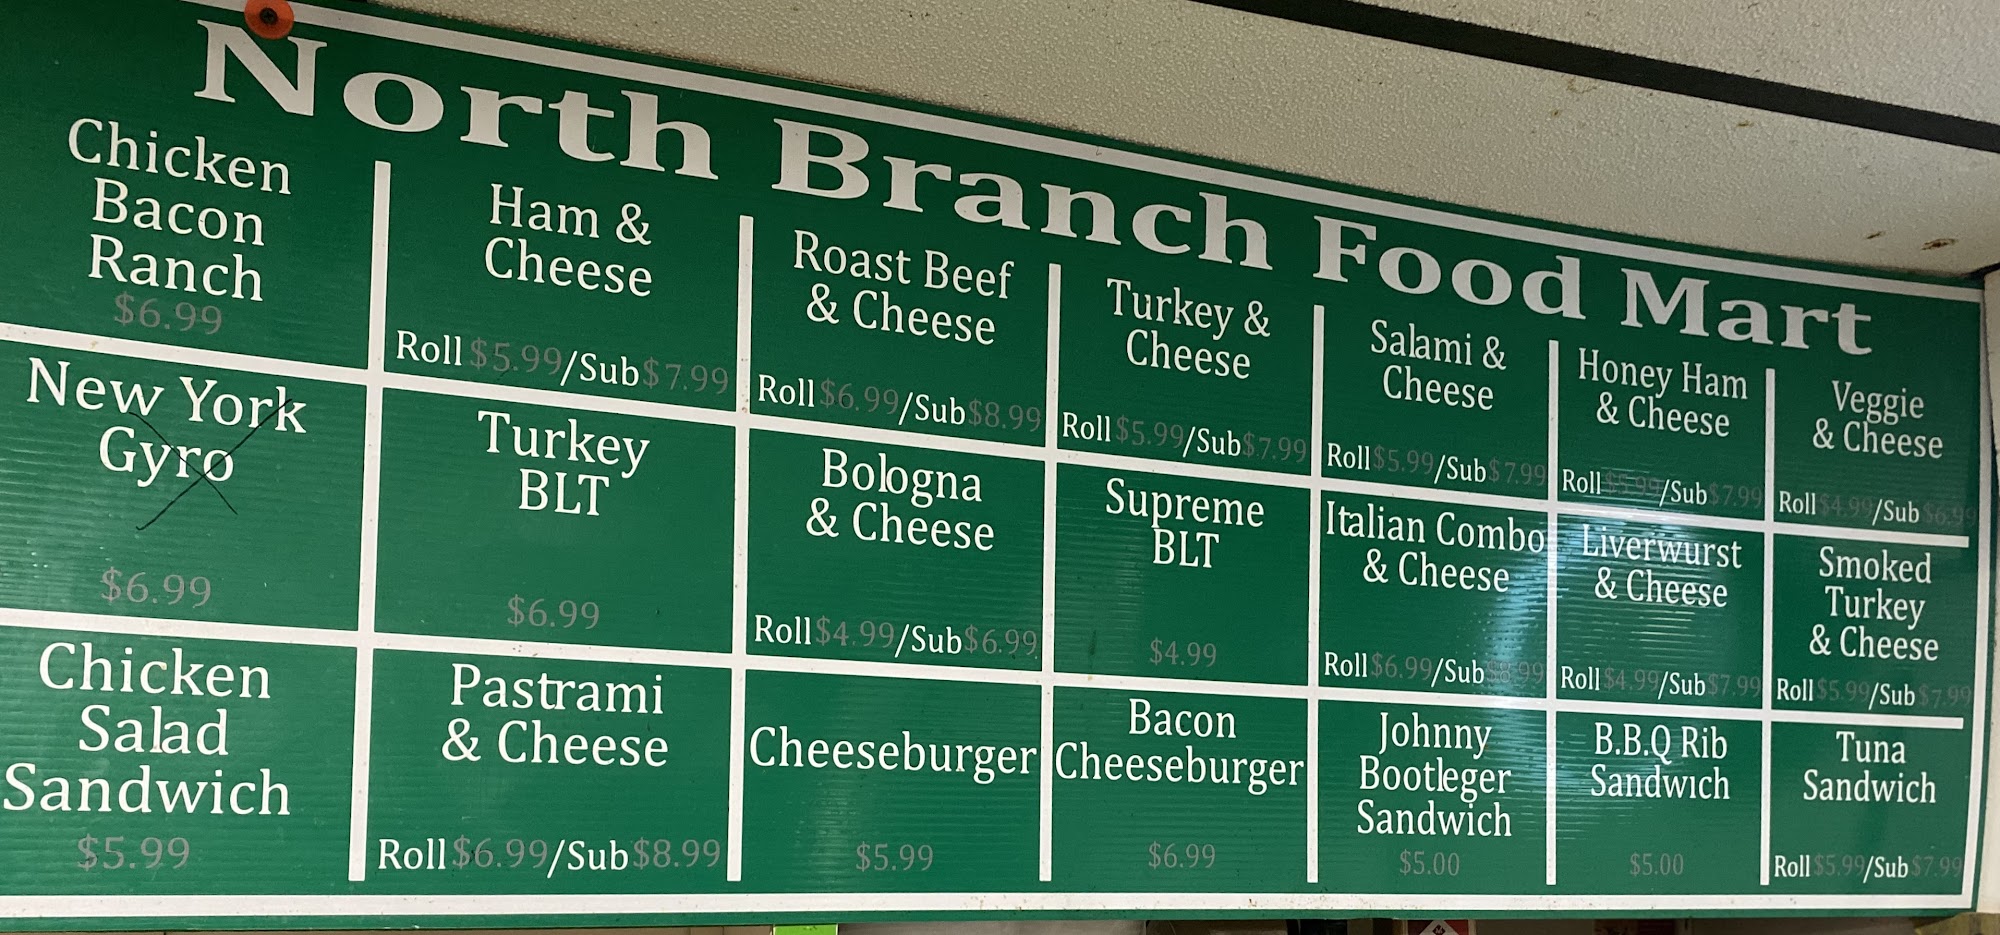 North Branch Food Mart
Chicken
Bacon
Ranch
$6.99
Ham &
Cheese
Roll $5.99/Sub $7.99
Roast Beef
& Cheese
Roll $6.99/Sub $8.99
Turkey &
Cheese
Roll $5.99/Sub $7.99
Salami &
Cheese
Roll $5.99/Sub $7.99
Honey Ham
& Cheese
Roll $5.99/Sub $7.99
Veggie
& Cheese
Roll $4.99/Sub $6.99
New York
Gyro
$6.99
Turkey
BLT
$6.99
Bologna
& Cheese
Roll $4.99/Sub $6.99
Supreme
BLT
$4.99
Italian Combo
& Cheese
Roll $6.99/Sub $8.99
Liverwurst
& Cheese
Roll $4.99/Sub $7.99
Smoked
Turkey
& Cheese
Roll $5.99/Sub $7.99
Chicken
Salad
Sandwich
$5.99
Pastrami
& Cheese
Roll $6.99/Sub $8.99
Cheeseburger
$5.99
Bacon
Cheeseburger
$6.99
Johnny
Bootleger
Sandwich
$5.00
B.B.Q Rib
Sandwich
$5.00
Tuna
Sandwich
Roll $5.99/Sub $7.99